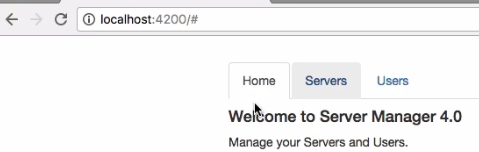 localhost:4200/#
Home Servers Users
Welcome to Server Manager 4.0
Manage your Servers and Users.